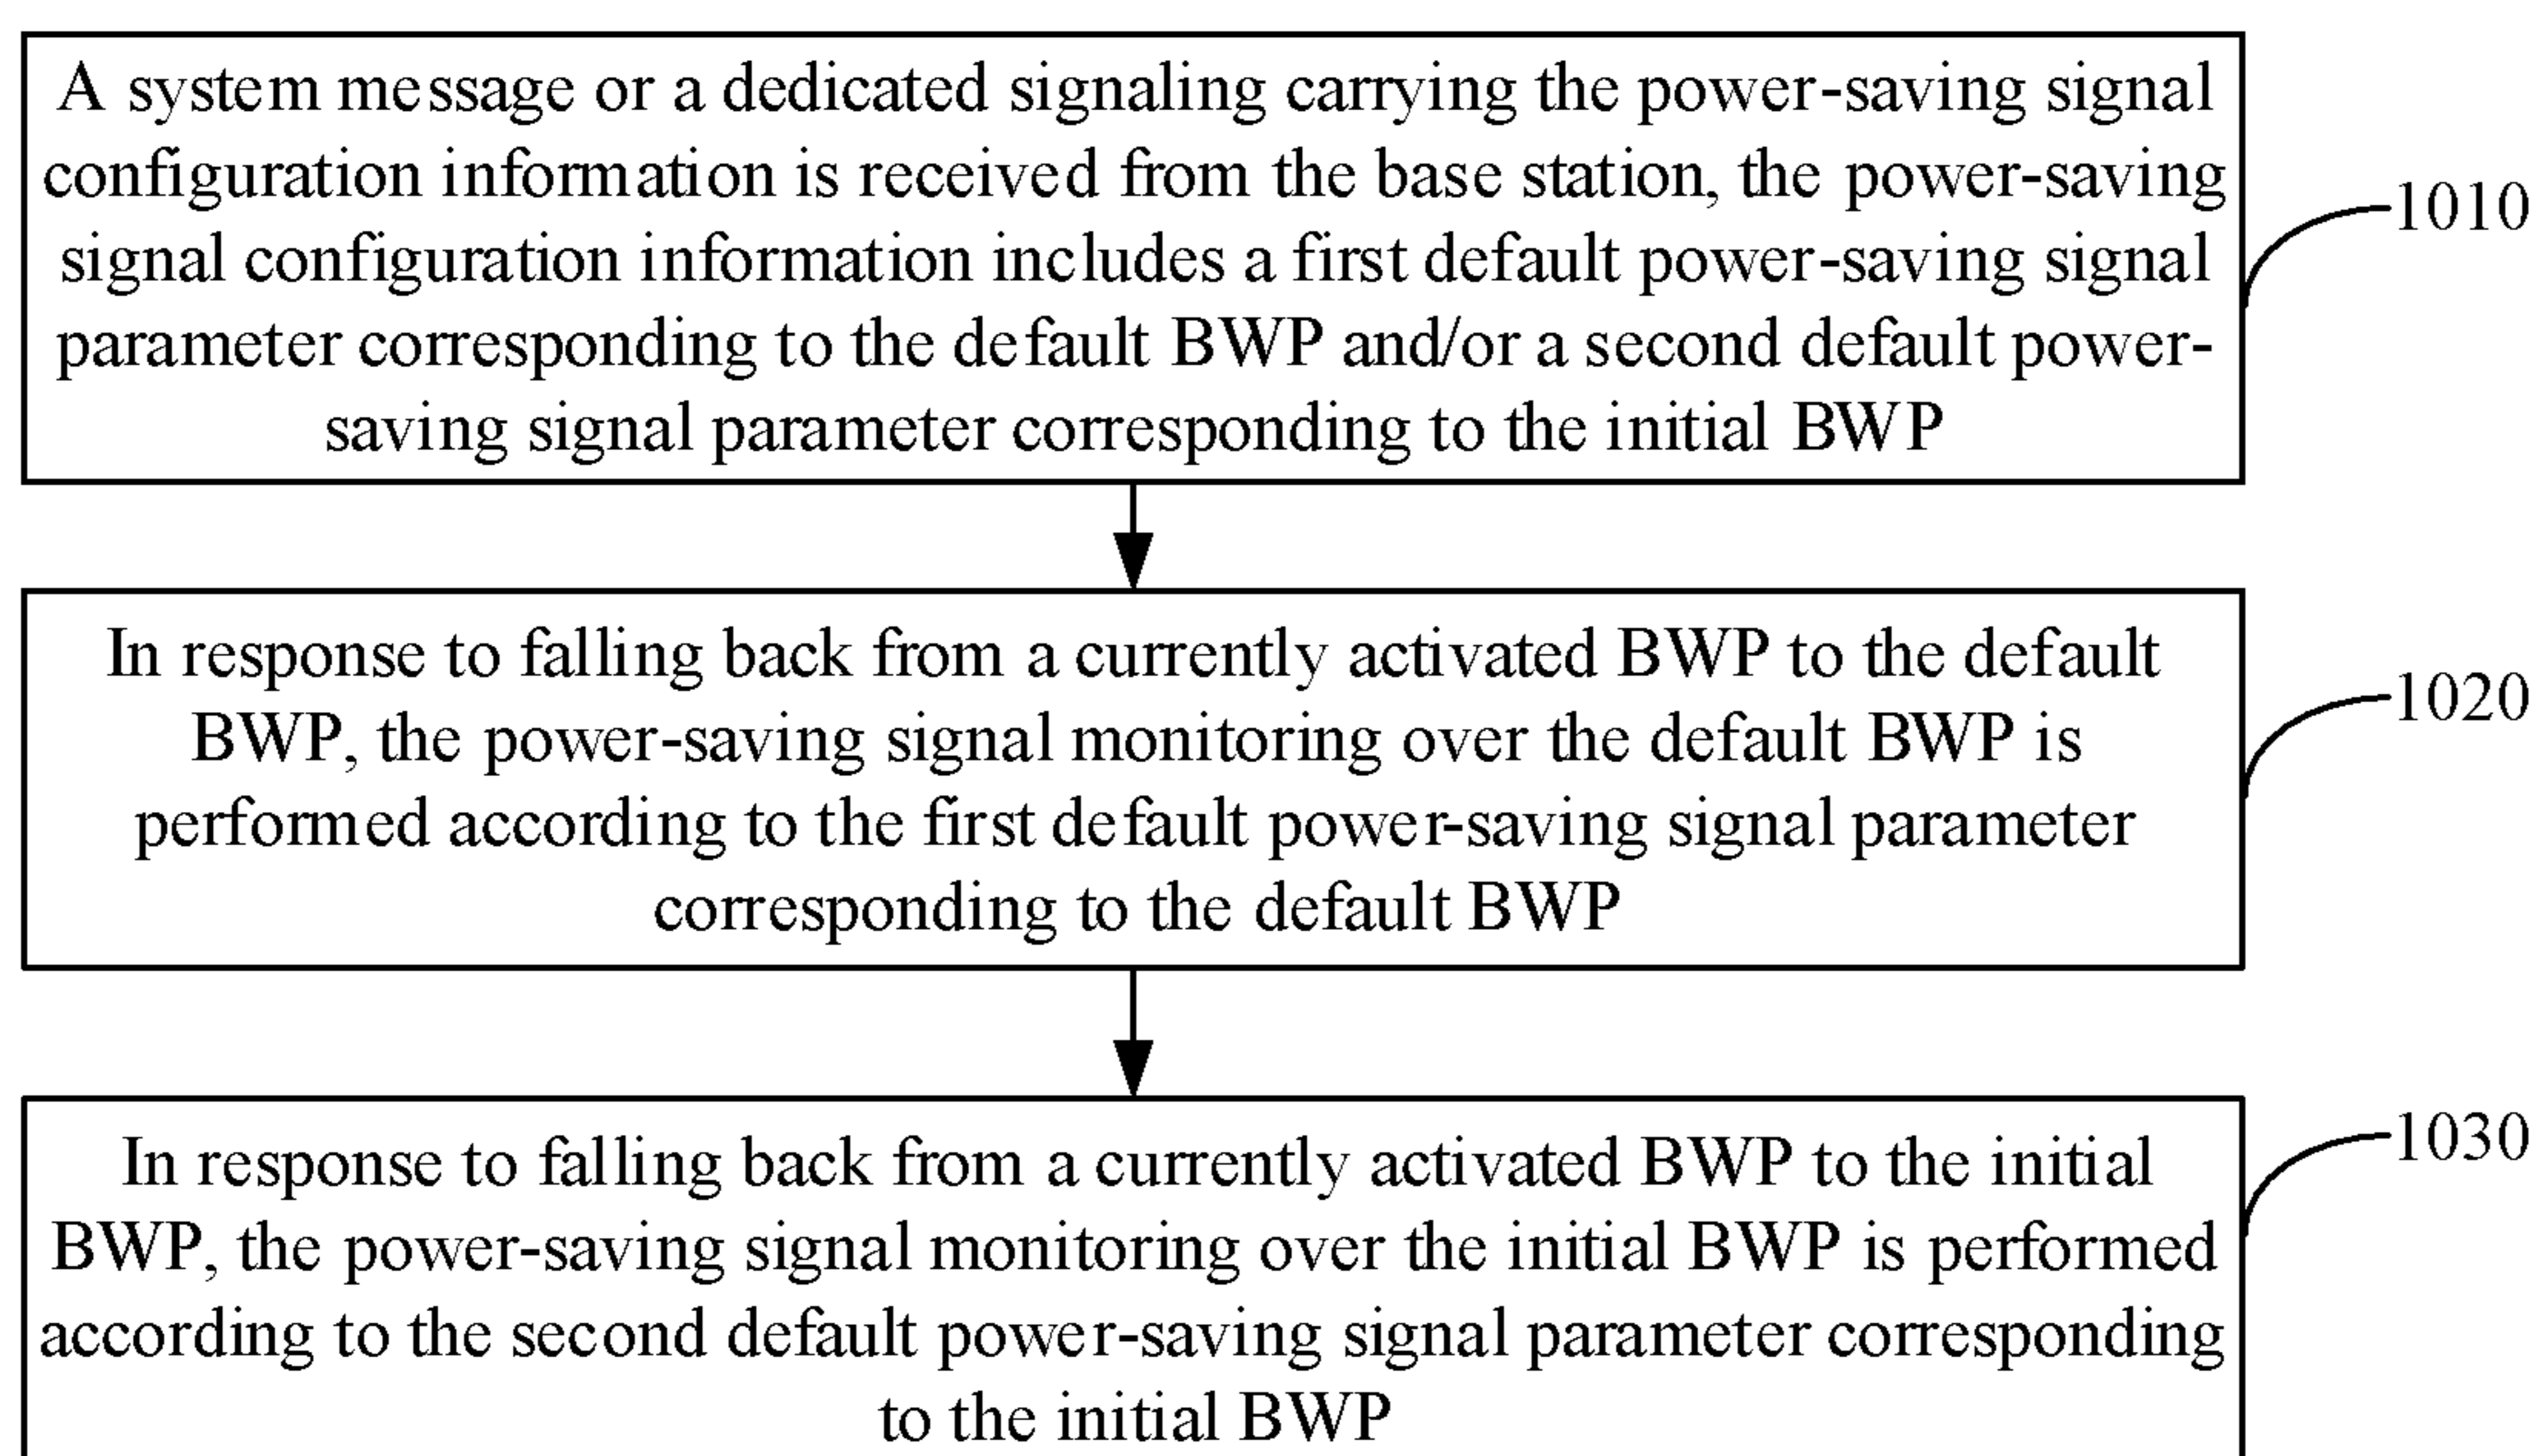 A system message or a dedicated signaling carrying the power-saving signal
configuration information is received from the base station, the power-saving
signal configuration information includes a first default power-saving signal
parameter corresponding to the default BWP and/or a second default power-
saving signal parameter corresponding to the initial BWP
1010
In response to falling back from a currently activated BWP to the default
BWP, the power-saving signal monitoring over the default BWP is
performed according to the first default power-saving signal parameter
corresponding to the default BWP
1020
In response to falling back from a currently activated BWP to the initial
BWP, the power-saving signal monitoring over the initial BWP is performed
according to the second default power-saving signal parameter corresponding
to the initial BWP
1030